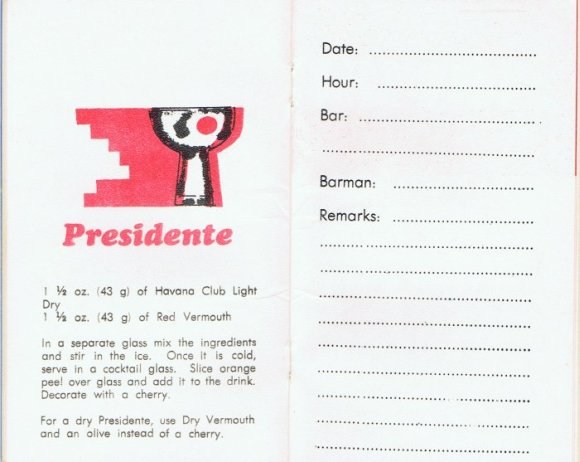 Presidente
1 ½ oz. (43 g) of Havana Club Light
Dry
1 ½ oz. (43 g) of Red Vermouth
In a separate glass mix the ingredients
and stir in the ice. Once it is cold,
serve in a cocktail glass. Slice orange
peel over glass and add it to the drink.
Decorate with a cherry.
For a dry Presidente, use Dry Vermouth
and an olive instead of a cherry.
Date:
Hour:
Bar:
Barman:
Remarks: